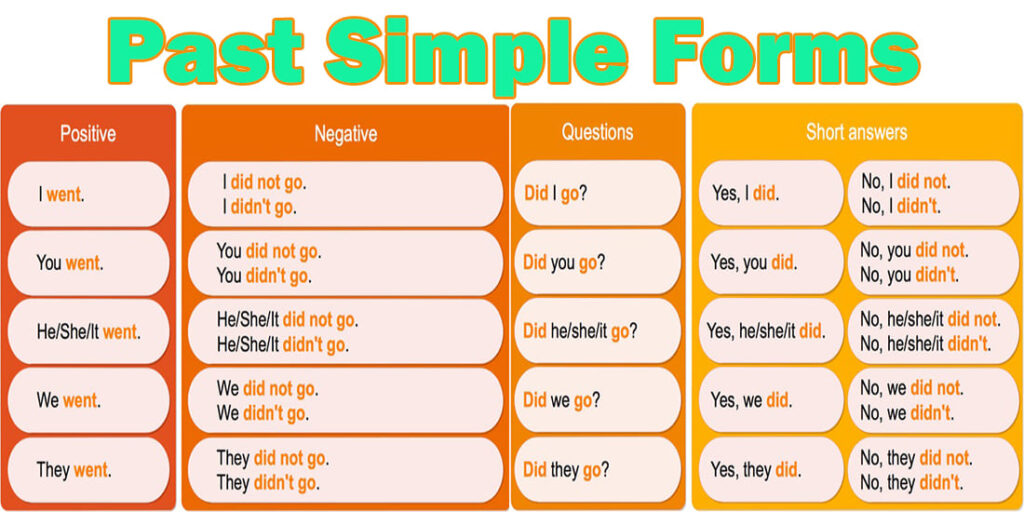 Past Simple Forms
Positive
Negative
Questions
Short answers
I went.
I did not go.
I didn't go.
Did I go?
Yes, I did.
No, I did not.
No, I didn't.
You went.
You did not go.
You didn't go.
Did you go?
Yes, you did.
No, you did not.
No, you didn't.
He/She/It went.
He/She/It did not go.
He/She/It didn't go.
Did he/she/it go?
Yes, he/she/it did.
No, he/she/it did not.
No, he/she/it didn't.
We went.
We did not go.
We didn't go.
Did we go?
Yes, we did.
No, we did not.
No, we didn't.
They went.
They did not go.
They didn't go.
Did they go?
Yes, they did.
No, they did not.
No, they didn't.